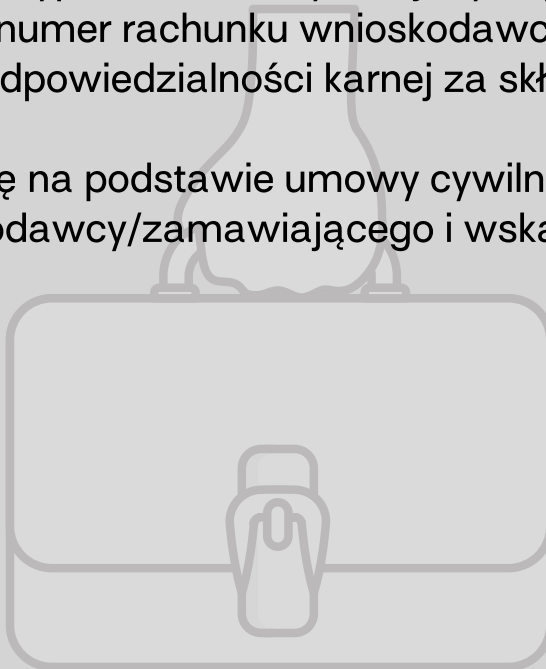 numer rachunku wnioskodawc
dpowiedzialności karnej za skł
ę na podstawie umowy cywiln
odawcy/zamawiającego i wska